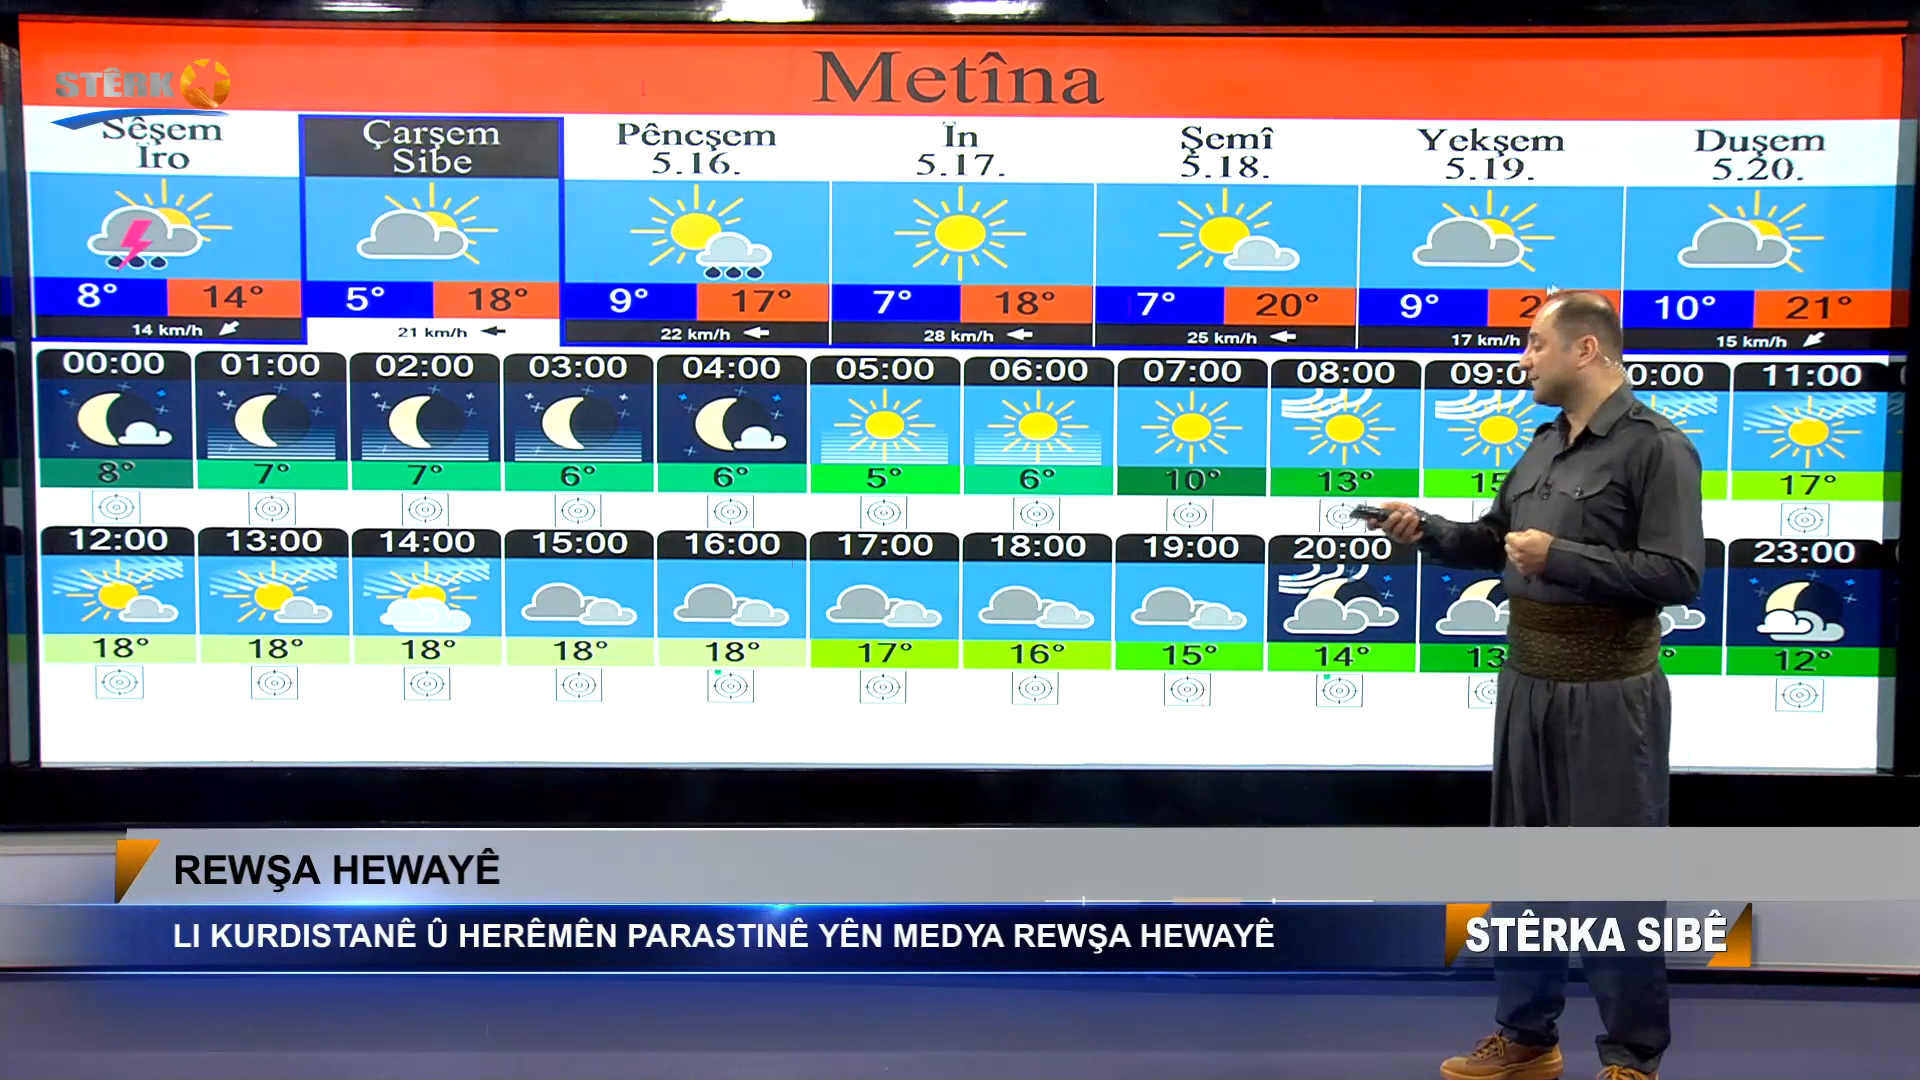 STÊRK
Metîna
Sêşem
Îro
Çarşem
Sibe
Pêncşem
5.16.
În
5.17.
Şemî
5.18.
Yekşem
5.19.
Duşem
5.20.
8° 14° 5° 18° 9° 17° 7° 18° 7° 20° 9° 10° 21°
14 km/h 21 km/h 22 km/h 28 km/h 25 km/h 17 km/h 15 km/h
00:00 01:00 02:00 03:00 04:00 05:00 06:00 07:00 08:00 11:00
8° 7° 7° 6° 6° 5° 6° 10° 13° 15 17°
12:00 13:00 14:00 15:00 16:00 17:00 18:00 19:00 20:00 23:00
18° 18° 18° 18° 18° 17° 16° 15° 14° 13 12°
REWŞA HEWAYÊ
LI KURDISTANÊ Û HERÊMÊN PARASTINÊ YÊN MEDYA REWŞA HEWAYÊ
STÊRKA SIBÊ